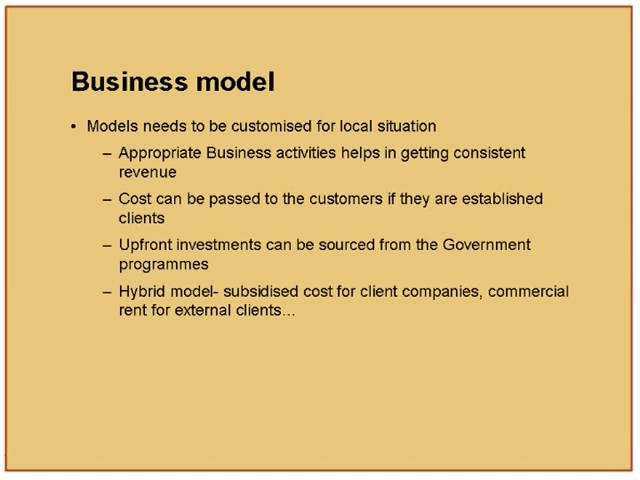 Business model
• Models needs to be customised for local situation
– Appropriate Business activities helps in getting consistent
revenue
– Cost can be passed to the customers if they are established
clients
– Upfront investments can be sourced from the Government
programmes
– Hybrid model- subsidised cost for client companies, commercial
rent for external clients...